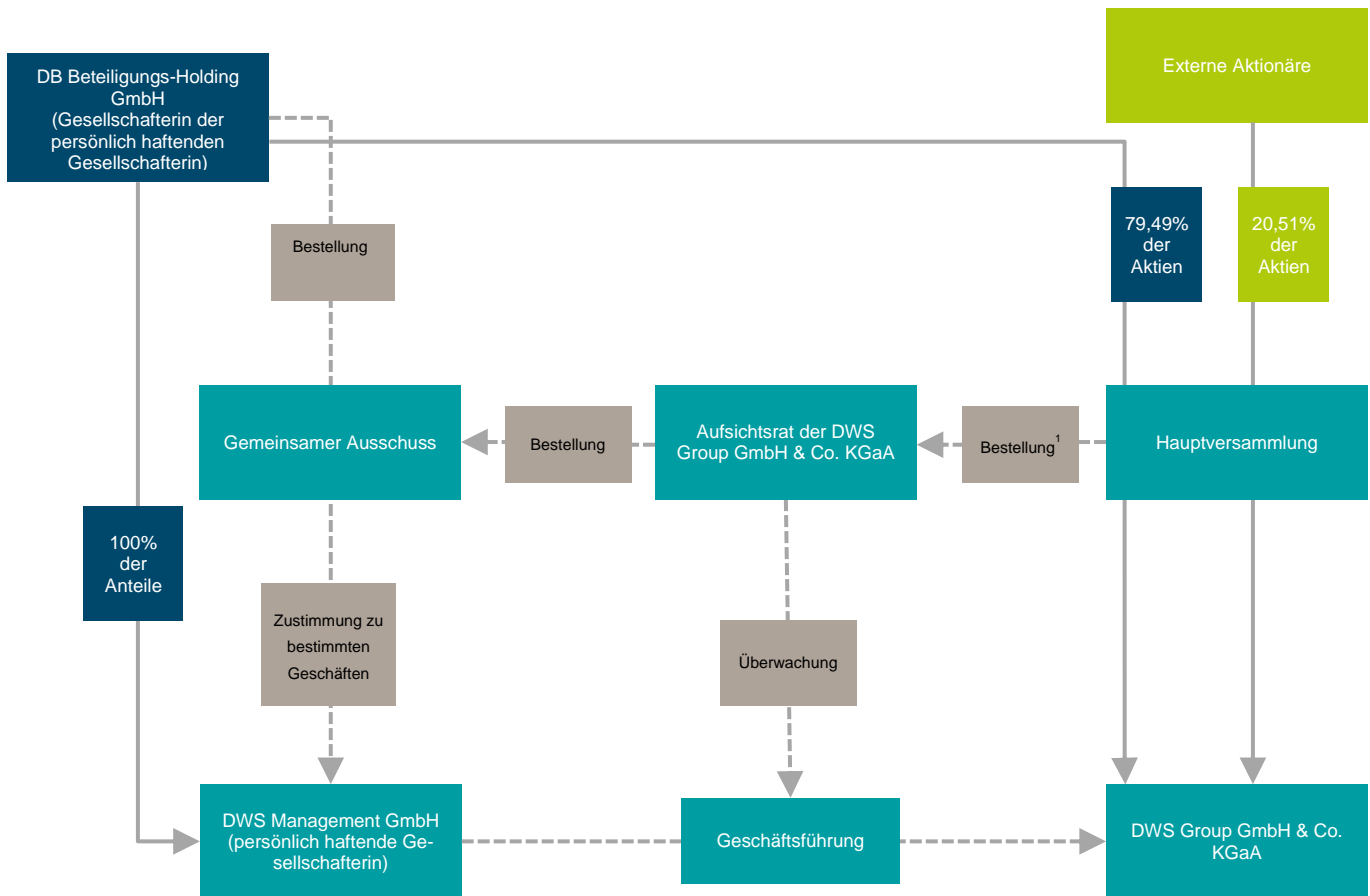 DB Beteiligungs-Holding
GmbH
(Gesellschafterin der
persönlich haftenden
Gesellschafterin)
Externe Aktionäre
Bestellung
79,49%
der
Aktien
20,51%
der
Aktien
Gemeinsamer Ausschuss
Bestellung
Aufsichtsrat der DWS
Group GmbH & Co. KGaA
Bestellung¹
Hauptversammlung
100%
der
Anteile
Zustimmung zu
bestimmten
Geschäften
Überwachung
DWS Management GmbH
(persönlich haftende Ge-
sellschafterin)
Geschäftsführung
DWS Group GmbH & Co.
KGaA